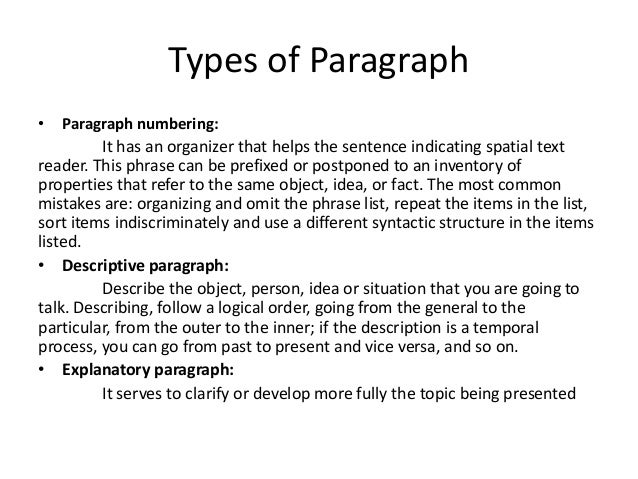 Types of Paragraph
• Paragraph numbering:
It has an organizer that helps the sentence indicating spatial text
reader. This phrase can be prefixed or postponed to an inventory of
properties that refer to the same object, idea, or fact. The most common
mistakes are: organizing and omit the phrase list, repeat the items in the list,
sort items indiscriminately and use a different syntactic structure in the items
listed.
• Descriptive paragraph:
Describe the object, person, idea or situation that you are going to
talk. Describing, follow a logical order, going from the general to the
particular, from the outer to the inner; if the description is a temporal
process, you can go from past to present and vice versa, and so on.
• Explanatory paragraph:
It serves to clarify or develop more fully the topic being presented